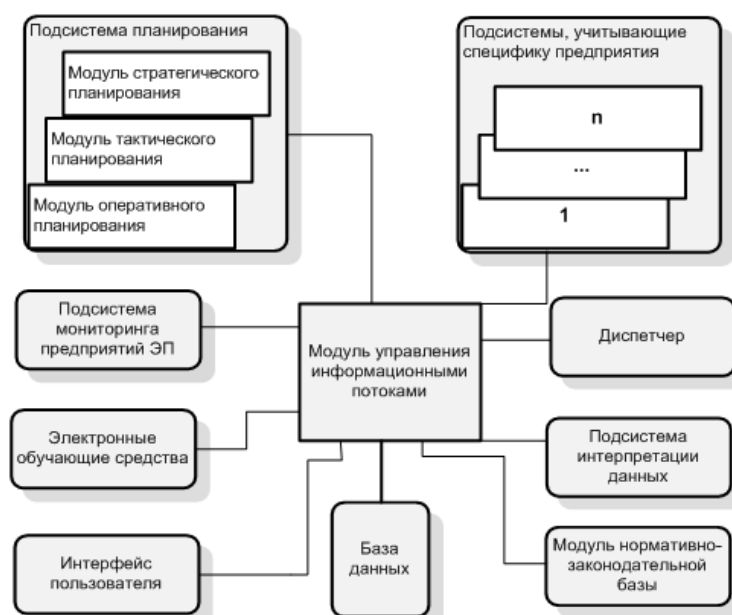 Подсистема планирования
Модуль стратегического
планирования
Модуль тактического
планирования
Модуль оперативного
планирования
Подсистемы, учитывающие
специфику предприятия
n
...
1
Подсистема
мониторинга
предприятий ЭП
Модуль управления
информационными
потоками
Диспетчер
Электронные
обучающие средства
Подсистема
интерпретации
данных
Интерфейс
пользователя
База
данных
Модуль нормативно-
законодательной
базы